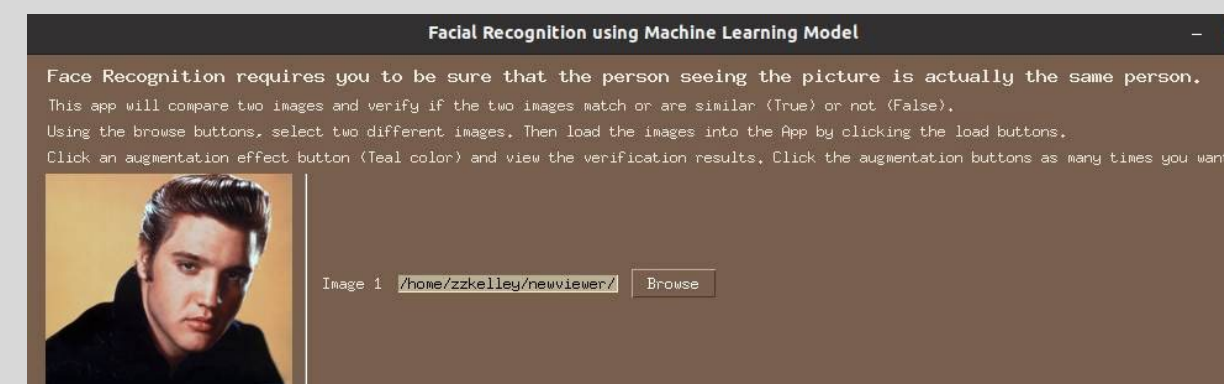 Facial Recognition using Machine Learning Model
Face Recognition requires you to be sure that the person seeing the picture is actually the same person.
This app will compare two images and verify if the two images match or are similar (True) or not (False).
Using the browse buttons, select two different images. Then load the images into the App by clicking the load buttons.
Click an augmentation effect button (Teal color) and view the verification results. Click the augmentation buttons as many times you wan
Image 1 /home/zzkelley/newviewer/ Browse